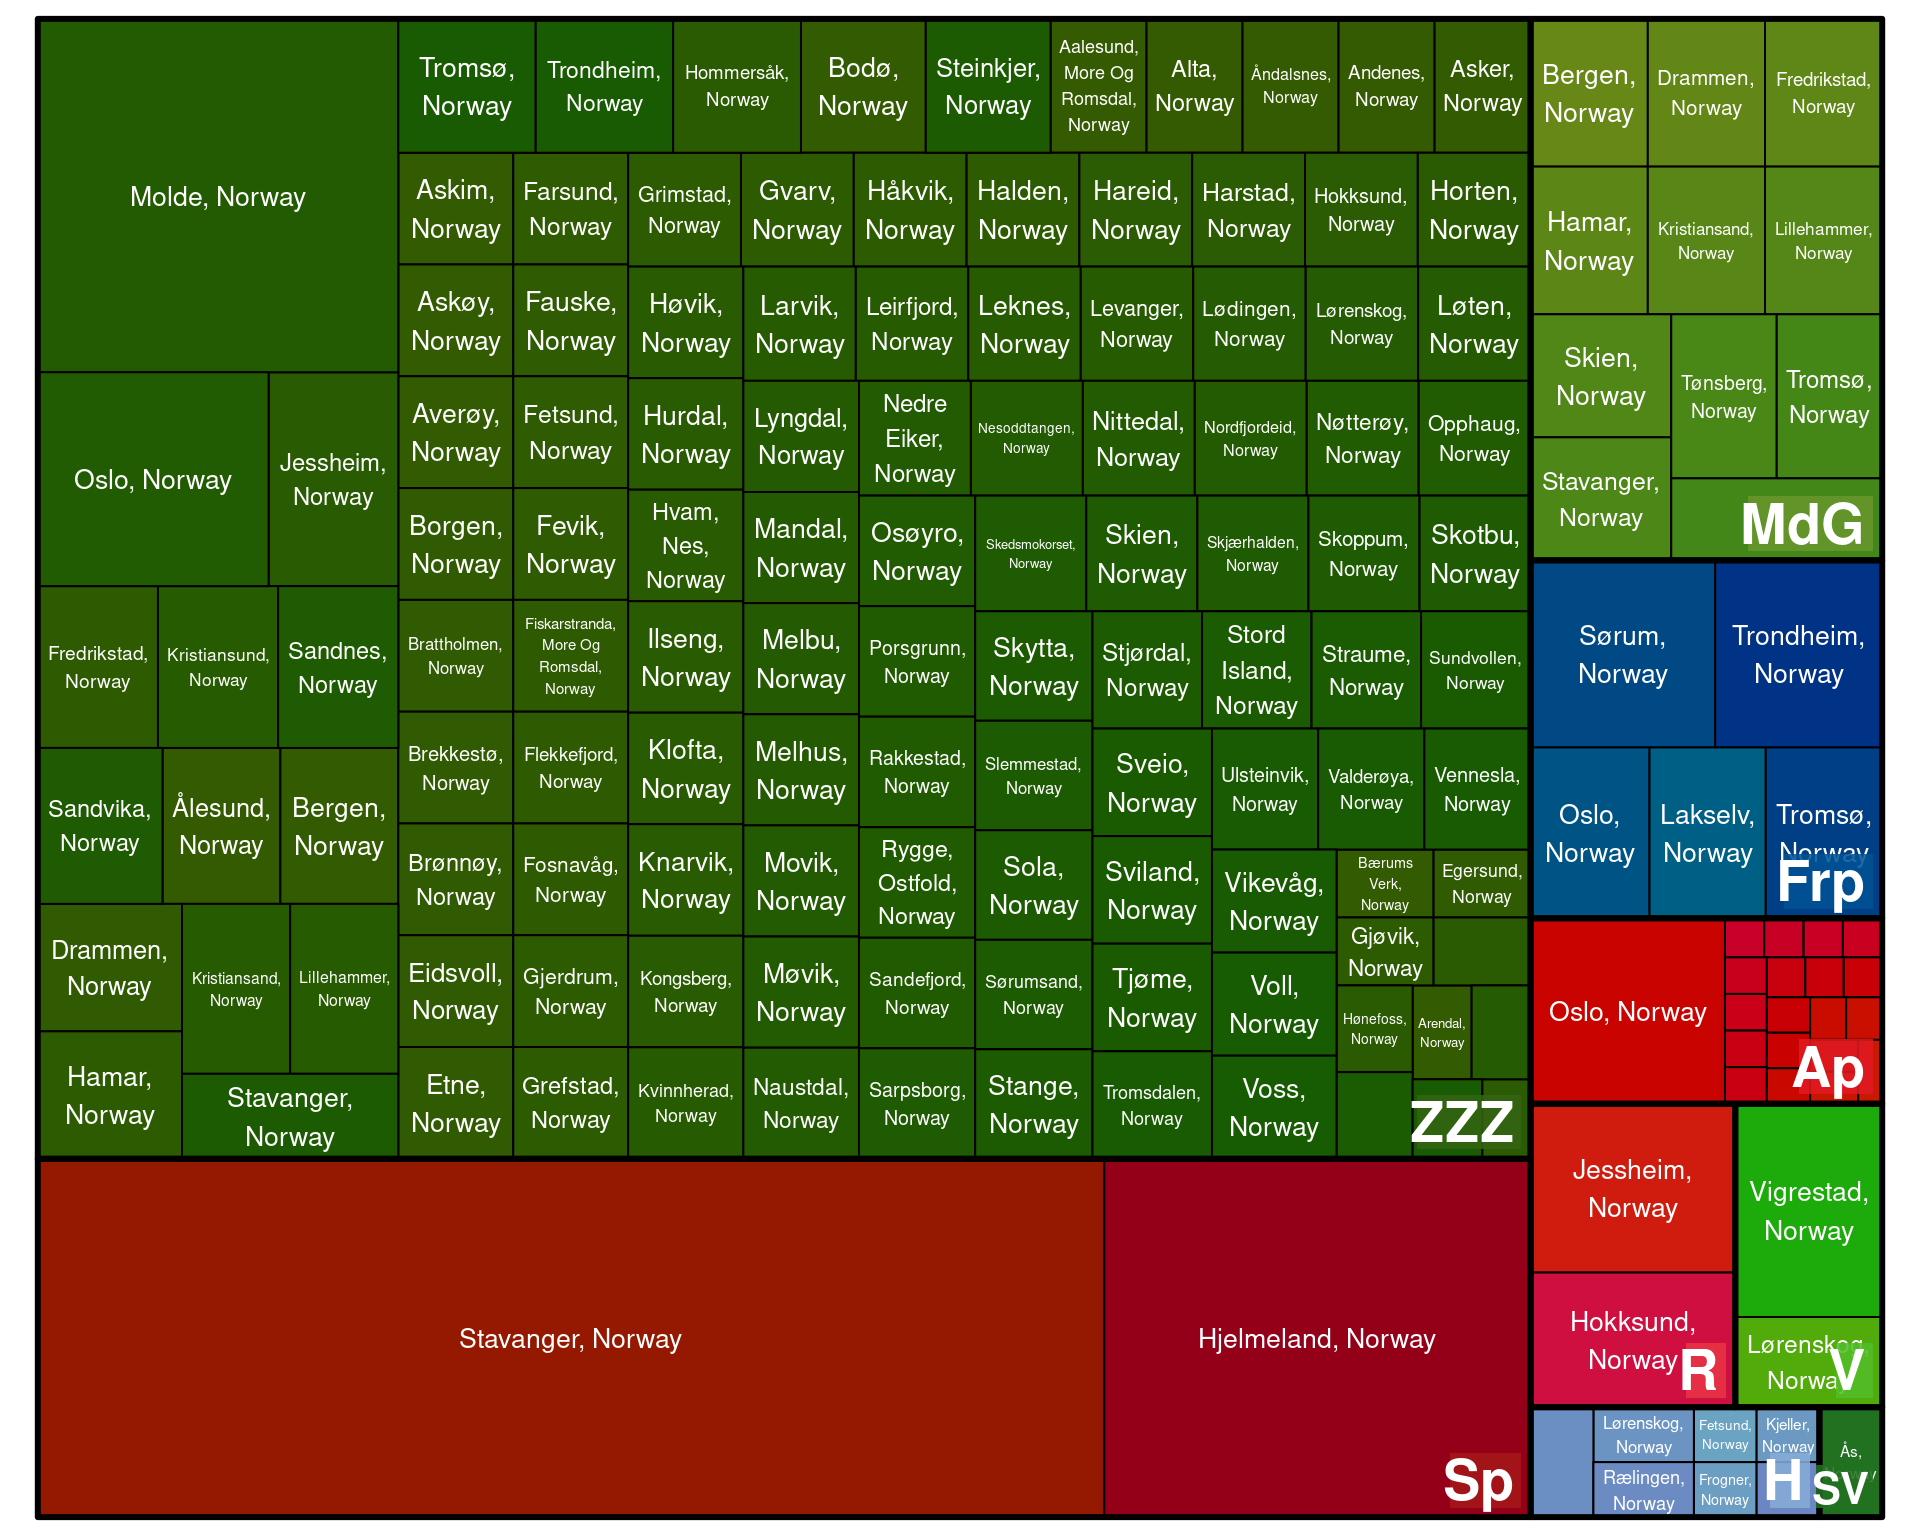 Molde, Norway
Tromsø,
Norway
Trondheim,
Norway
Hommersåk,
Norway
Bodø,
Norway
Steinkjer,
Norway
Aalesund,
More Og
Romsdal,
Norway
Alta,
Norway
Åndalsnes,
Norway
Andenes,
Norway
Asker,
Norway
Askim,
Norway
Farsund,
Norway
Grimstad,
Norway
Gvarv,
Norway
Håkvik,
Norway
Halden,
Norway
Hareid,
Norway
Harstad,
Norway
Hokksund,
Norway
Horten,
Norway
Askøy,
Norway
Fauske,
Norway
Høvik,
Norway
Larvik,
Norway
Leirfjord,
Norway
Leknes,
Norway
Levanger,
Norway
Lødingen,
Norway
Lørenskog,
Norway
Løten,
Norway
Oslo, Norway
Jessheim,
Norway
Averøy,
Norway
Fetsund,
Norway
Hurdal,
Norway
Lyngdal,
Norway
Nedre
Eiker,
Norway
Nesoddtangen,
Norway
Nittedal,
Norway
Nordfjordeid,
Norway
Nøtterøy,
Norway
Opphaug,
Norway
Borgen,
Norway
Fevik,
Norway
Hvam,
Nes,
Norway
Mandal,
Norway
Osøyro,
Norway
Skedsmokorset,
Norway
Skien,
Norway
Skjærhalden,
Norway
Skoppum,
Norway
Skotbu,
Norway
Fredrikstad,
Norway
Kristiansund,
Norway
Sandnes,
Norway
Brattholmen,
Norway
Fiskarstranda,
More Og
Romsdal,
Norway
Ilseng,
Norway
Melbu,
Norway
Porsgrunn,
Norway
Skytta,
Norway
Stjørdal,
Norway
Stord
Island,
Norway
Straume,
Norway
Sundvollen,
Norway
Sandvika,
Norway
Ålesund,
Norway
Bergen,
Norway
Brekkestø,
Norway
Flekkefjord,
Norway
Klofta,
Norway
Melhus,
Norway
Rakkestad,
Norway
Slemmestad,
Norway
Sveio,
Norway
Ulsteinvik,
Norway
Valderøya,
Norway
Vennesla,
Norway
Brønnøy,
Norway
Fosnavåg,
Norway
Knarvik,
Norway
Movik,
Norway
Rygge,
Ostfold,
Norway
Sola,
Norway
Sviland,
Norway
Vikevåg,
Norway
Bærums
Verk,
Norway
Egersund,
Norway
Gjøvik,
Norway
Drammen,
Norway
Kristiansand,
Norway
Lillehammer,
Norway
Eidsvoll,
Norway
Gjerdrum,
Norway
Kongsberg,
Norway
Møvik,
Norway
Sandefjord,
Norway
Sørumsand,
Norway
Tjøme,
Norway
Voll,
Norway
Hønefoss,
Norway
Arendal,
Norway
Hamar,
Norway
Stavanger,
Norway
Etne,
Norway
Grefstad,
Norway
Kvinnherad,
Norway
Naustdal,
Norway
Sarpsborg,
Norway
Stange,
Norway
Tromsdalen,
Norway
Voss,
Norway
ZZZ
Stavanger, Norway
Hjelmeland, Norway
Sp
Bergen,
Norway
Drammen,
Norway
Fredrikstad,
Norway
Hamar,
Norway
Kristiansand,
Norway
Lillehammer,
Norway
Skien,
Norway
Tønsberg,
Norway
Tromsø,
Norway
Stavanger,
Norway
MdG
Sørum,
Norway
Trondheim,
Norway
Oslo,
Norway
Lakselv,
Norway
Tromsø,
Norway
Frp
Oslo, Norway
Ap
Jessheim,
Norway
Hokksund,
Norway
R
Vigrestad,
Norway
Lørenskog,
Norway
V
Lørenskog,
Norway
Fetsund,
Norway
Kjeller,
Norway
Rælingen,
Norway
Frogner,
Norway
H
Ås,
SV